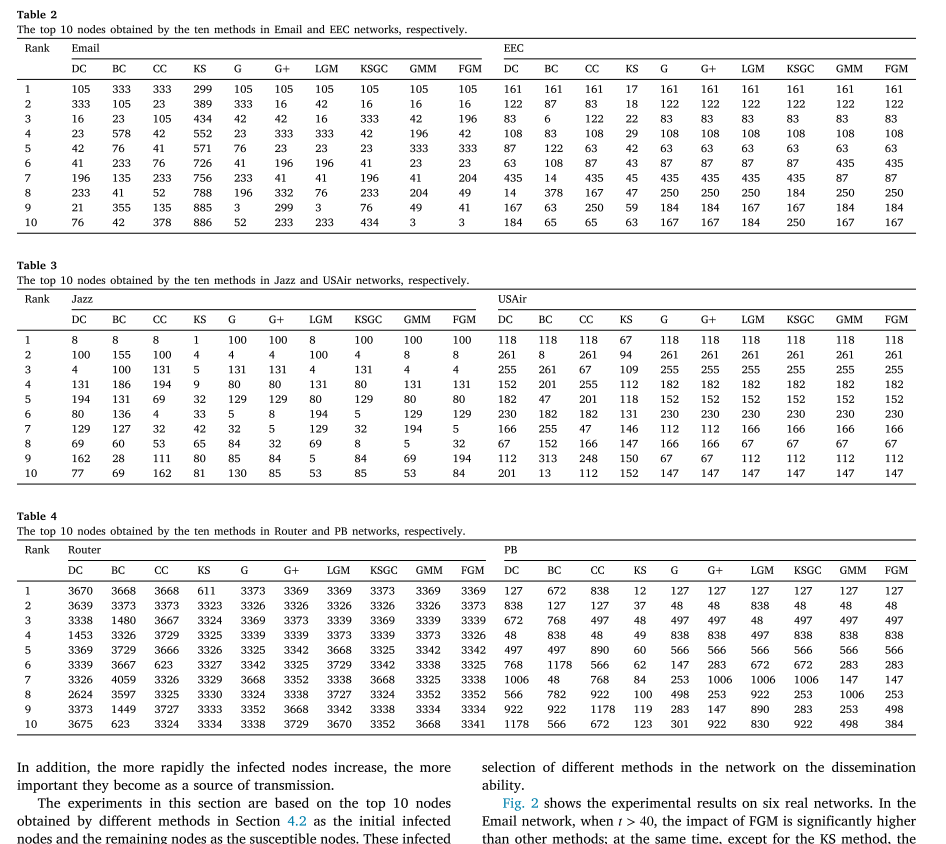 Table 2
The top 10 nodes obtained by the ten methods in Email and EEC networks, respectively.
Rank Email EEC
DC BC CC KS G G+ LGM KSGC GMM FGM DC BC CC KS G G+ LGM KSGC GMM FGM
1 105 333 333 299 105 105 105 105 105 105 161 161 161 17 161 161 161 161 161 161
2 333 105 23 389 333 16 42 16 16 16 122 87 83 18 122 122 122 122 122 122
3 16 23 105 434 42 42 16 333 42 196 83 6 122 22 83 83 83 83 83 83
4 23 578 42 552 23 333 333 42 196 42 108 83 108 29 108 108 108 108 108 108
5 42 76 41 571 76 23 23 23 333 333 87 122 63 42 63 63 63 63 63 63
6 41 233 76 726 41 196 196 41 23 23 63 108 87 43 87 87 87 87 435 435
7 196 135 233 756 233 41 41 196 41 204 435 14 435 45 435 435 435 435 87 87
8 233 41 52 788 196 332 76 233 204 49 14 378 167 47 250 250 250 184 250 250
9 21 355 135 885 3 299 3 76 49 41 167 63 250 59 184 184 167 167 184 184
10 76 42 378 886 52 233 233 434 3 3 184 65 65 63 167 167 184 250 167 167
Table 3
The top 10 nodes obtained by the ten methods in Jazz and USAir networks, respectively.
Rank Jazz USAir
DC BC CC KS G G+ LGM KSGC GMM FGM DC BC CC KS G G+ LGM KSGC GMM FGM
1 8 8 8 1 100 100 8 100 100 100 118 118 118 67 118 118 118 118 118 118
2 100 155 100 4 4 4 100 4 8 8 261 8 261 94 261 261 261 261 261 261
3 4 100 131 5 131 131 4 131 4 4 255 261 67 109 255 255 255 255 255 255
4 131 186 194 9 80 80 131 80 131 131 152 201 255 112 182 182 182 182 182 182
5 194 131 69 32 129 129 80 129 80 80 182 47 201 118 152 152 152 152 152 152
6 80 136 4 33 5 8 194 5 129 129 230 182 182 131 230 230 230 230 230 230
7 129 127 32 42 32 5 129 32 194 5 166 255 47 146 112 112 166 166 166 166
8 69 60 53 65 84 32 69 8 5 32 67 152 166 147 166 166 67 67 67 67
9 162 28 111 80 85 84 5 84 69 194 112 313 248 150 67 67 112 112 112 112
10 77 69 162 81 130 85 53 85 53 84 201 13 112 152 147 147 147 147 147 147
Table 4
The top 10 nodes obtained by the ten methods in Router and PB networks, respectively.
Rank Router PB
DC BC CC KS G G+ LGM KSGC GMM FGM DC BC CC KS G G+ LGM KSGC GMM FGM
1 3670 3668 3668 611 3373 3369 3369 3373 3369 3369 127 672 838 12 127 127 127 127 127 127
2 3639 3373 3373 3323 3326 3326 3326 3326 3326 3373 838 127 127 37 48 48 838 48 48 48
3 3338 1480 3667 3324 3369 3373 3339 3369 3339 3339 672 768 497 48 497 497 48 497 497 497
4 1453 3326 3729 3325 3339 3339 3373 3339 3373 3326 48 838 48 49 838 838 497 838 838 838
5 3369 3729 3666 3326 3325 3342 3668 3325 3342 3342 497 497 890 60 566 566 566 566 566 566
6 3339 3667 623 3327 3342 3325 3729 3342 3338 3325 768 1178 566 62 147 283 672 672 283 283
7 3326 4059 3326 3329 3668 3352 3338 3668 3325 3338 1006 48 768 84 253 1006 1006 1006 147 147
8 2624 3597 3325 3330 3324 3338 3727 3324 3352 3352 566 782 922 100 498 253 922 253 1006 253
9 3373 1449 3727 3333 3352 3668 3342 3338 3334 3334 922 922 1178 119 283 147 890 283 253 498
10 3675 623 3324 3334 3338 3729 3670 3352 3668 3341 1178 566 672 123 301 922 830 922 498 384
In addition, the more rapidly the infected nodes increase, the more
important they become as a source of transmission.
The experiments in this section are based on the top 10 nodes
obtained by different methods in Section 4.2 as the initial infected
nodes and the remaining nodes as the susceptible nodes. These infected
selection of different methods in the network on the dissemination
ability.
Fig. 2 shows the experimental results on six real networks. In the
Email network, when t > 40, the impact of FGM is significantly higher
than other methods; at the same time, except for the KS method, the